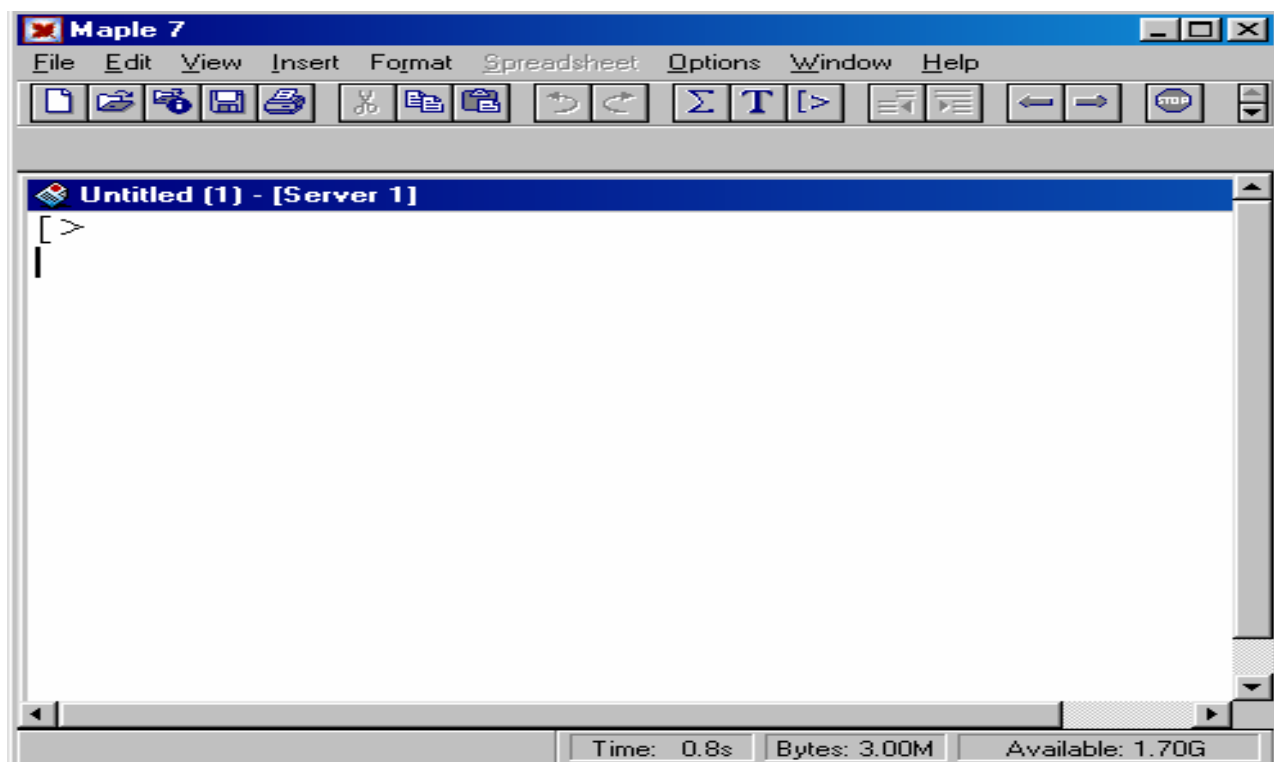 Maple 7
File Edit View Insert Format Spreadsheet Options Window Help
Σ T [> STOP
Untitled (1) - [Server 1]
[ >
Time: 0.8s Bytes: 3.00M Available: 1.70G